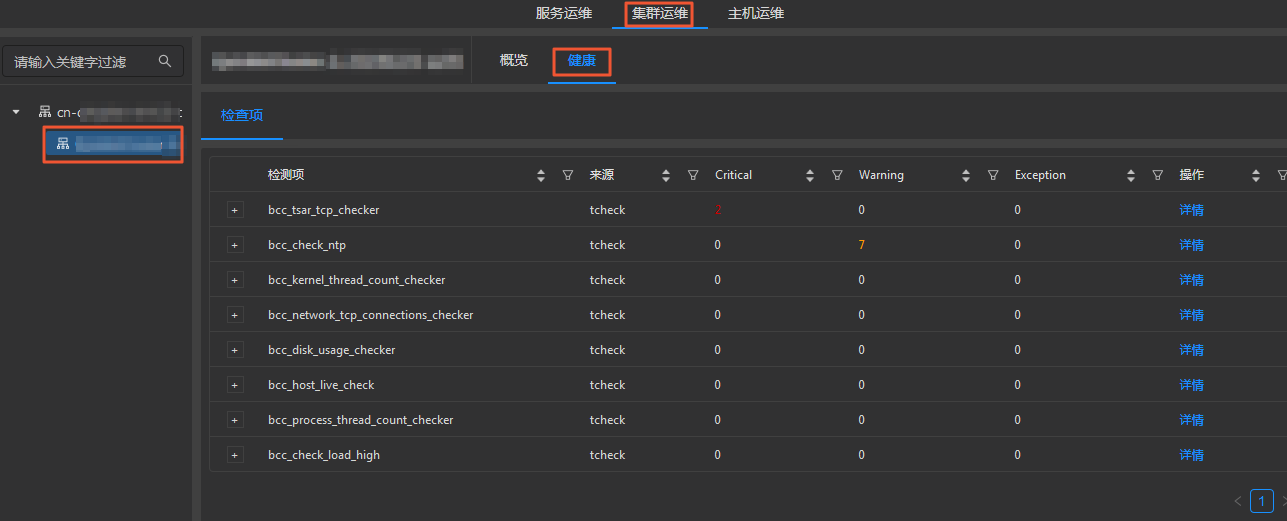 服务运维 集群运维 主机运维
请输入关键字过滤
概览 健康
cn-
检查项
检测项 来源 Critical Warning Exception 操作
+ bcc_tsar_tcp_checker tcheck 2 0 0 详情
+ bcc_check_ntp tcheck 0 7 0 详情
+ bcc_kernel_thread_count_checker tcheck 0 0 0 详情
+ bcc_network_tcp_connections_checker tcheck 0 0 0 详情
+ bcc_disk_usage_checker tcheck 0 0 0 详情
+ bcc_host_live_check tcheck 0 0 0 详情
+ bcc_process_thread_count_checker tcheck 0 0 0 详情
+ bcc_check_load_high tcheck 0 0 0 详情
< 1 >